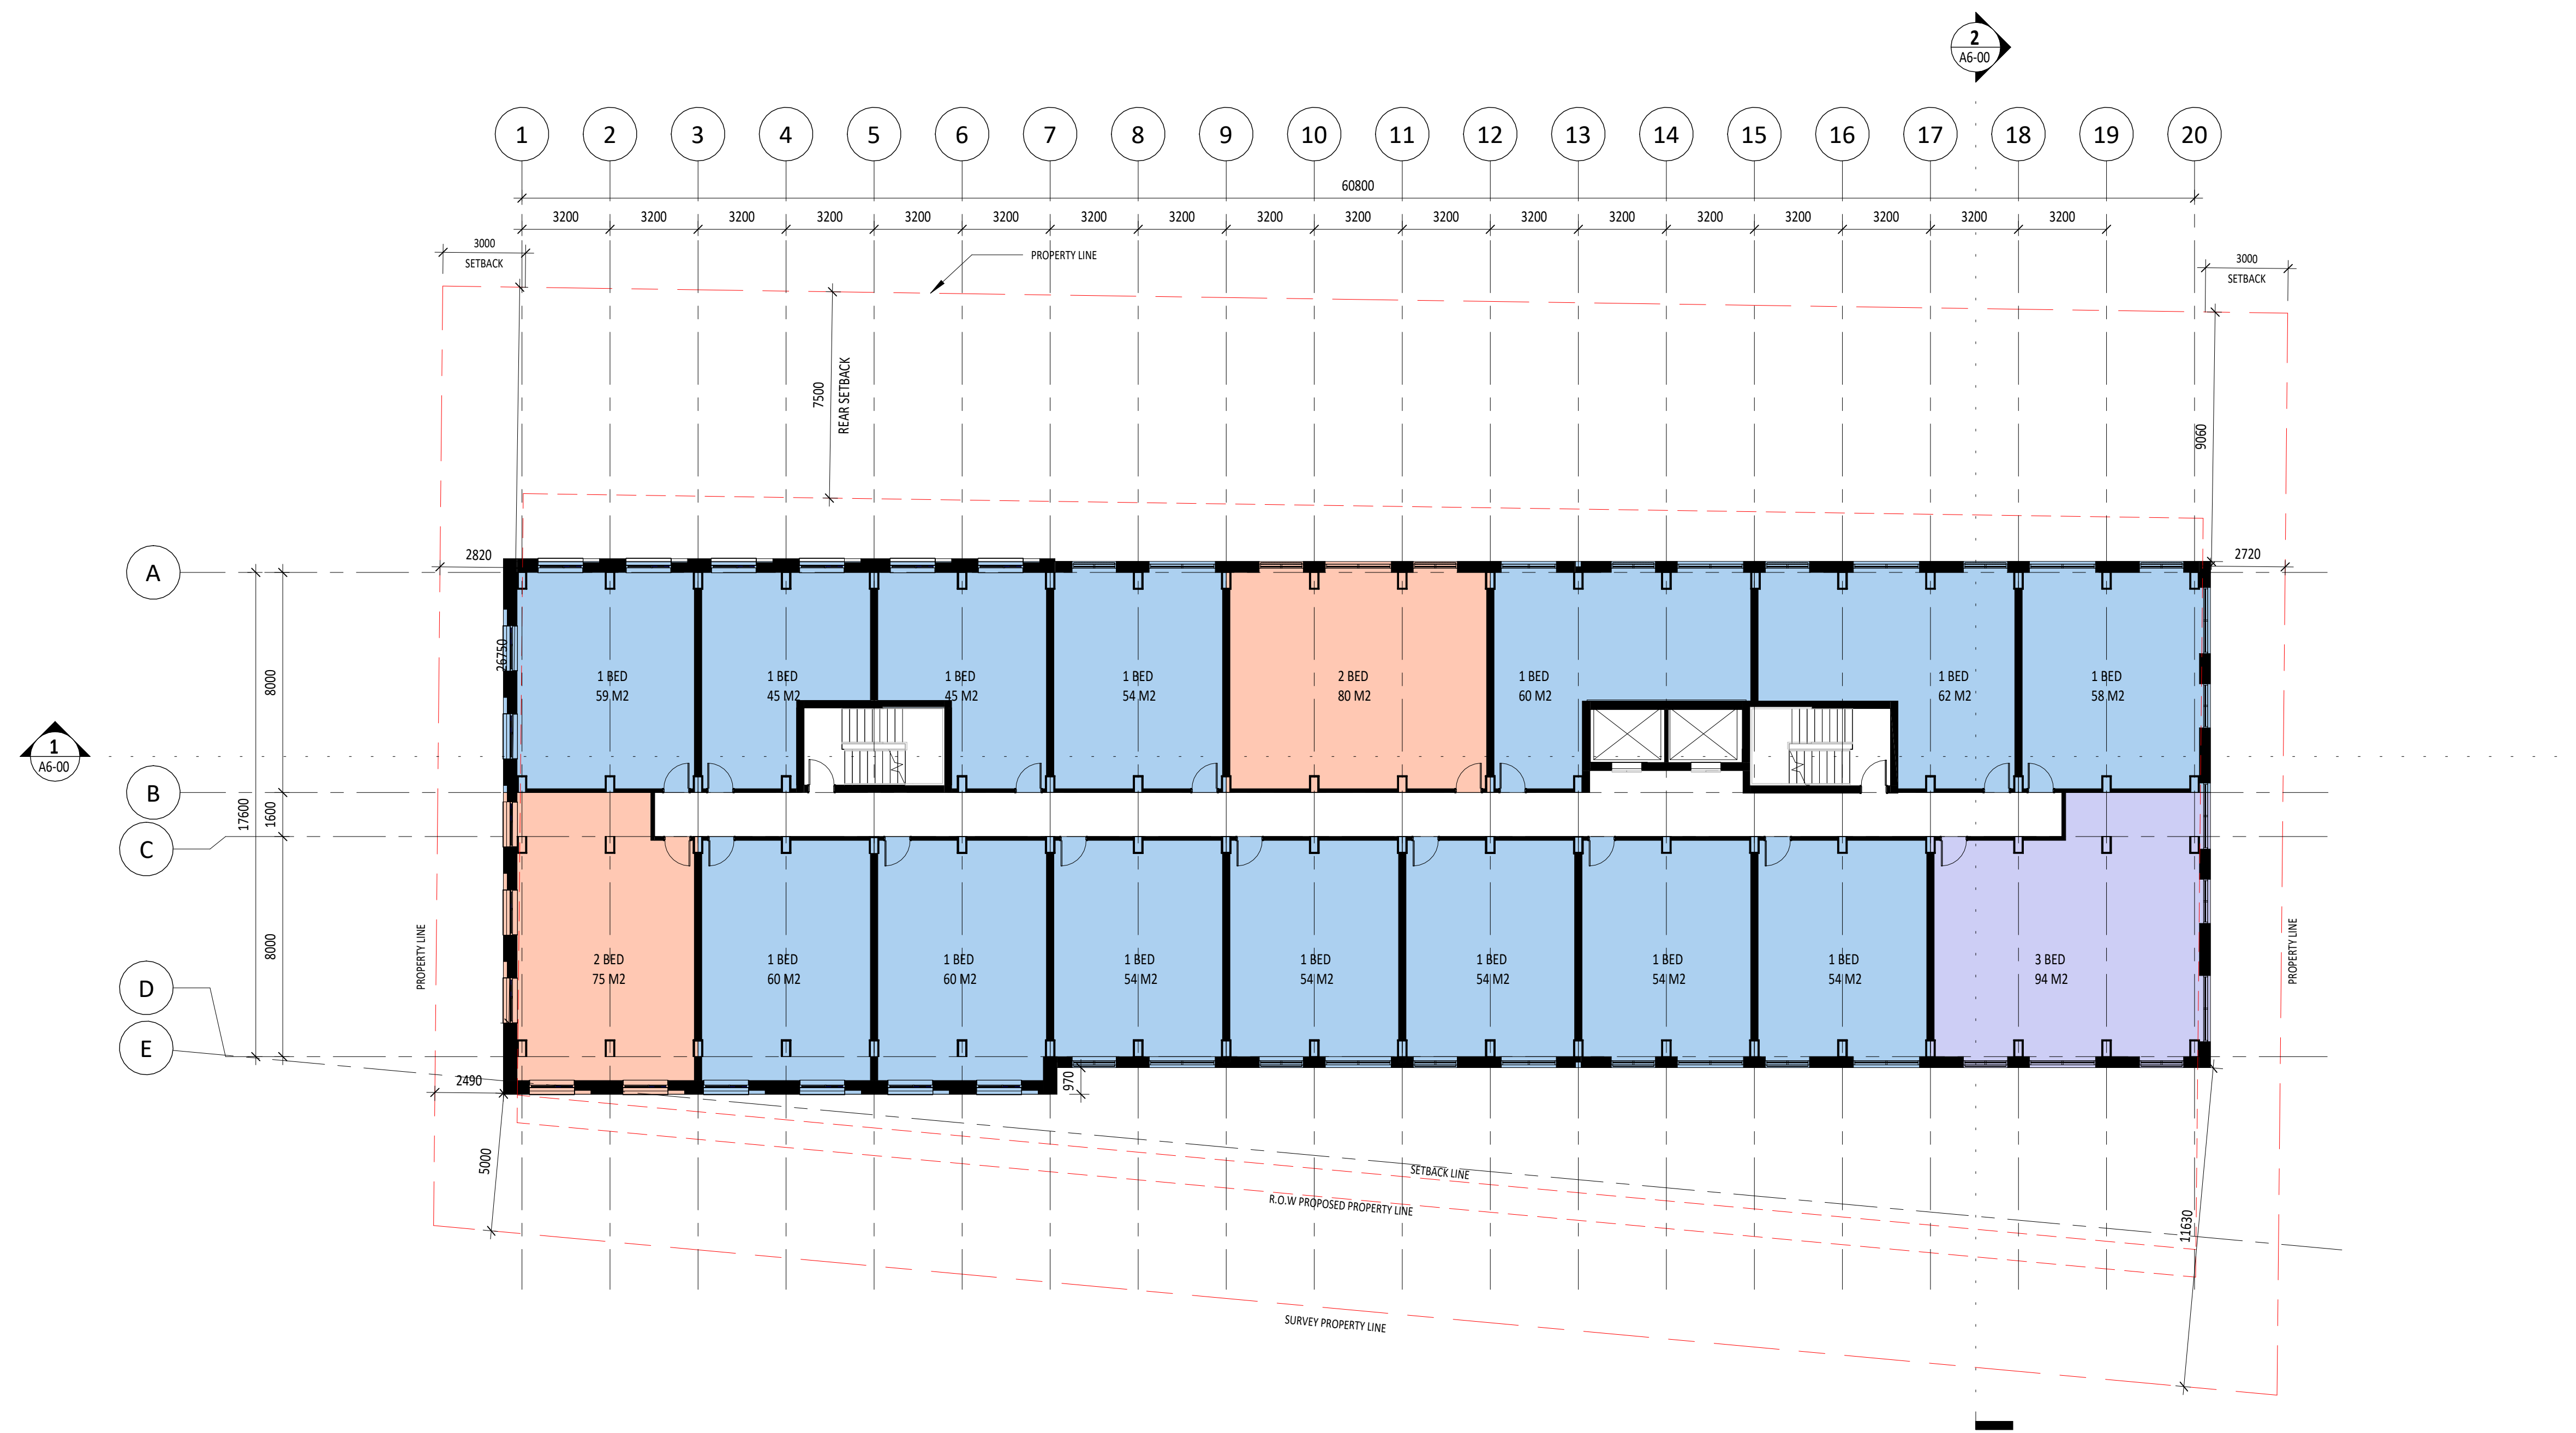 2
A6-00
1 2 3 4 5 6 7 8 9 10 11 12 13 14 15 16 17 18 19 20
60800
3200 3200 3200 3200 3200 3200 3200 3200 3200 3200 3200 3200 3200 3200 3200 3200 3200 3200
3000
SETBACK
PROPERTY LINE
3000
SETBACK
7500
REAR SETBACK
9060
A
2820
2720
26750
8000
1 BED
59 M2
1 BED
45 M2
1 BED
45 M2
1 BED
54 M2
2 BED
80 M2
1 BED
60 M2
1 BED
62 M2
1 BED
58 M2
1
A6-00
B
17600
1600
C
8000
PROPERTY LINE
2 BED
75 M2
1 BED
60 M2
1 BED
60 M2
1 BED
54 M2
1 BED
54 M2
1 BED
54 M2
1 BED
54 M2
1 BED
54 M2
3 BED
94 M2
PROPERTY LINE
D
E
2490
970
5000
SETBACK LINE
R.O.W PROPOSED PROPERTY LINE
11630
SURVEY PROPERTY LINE